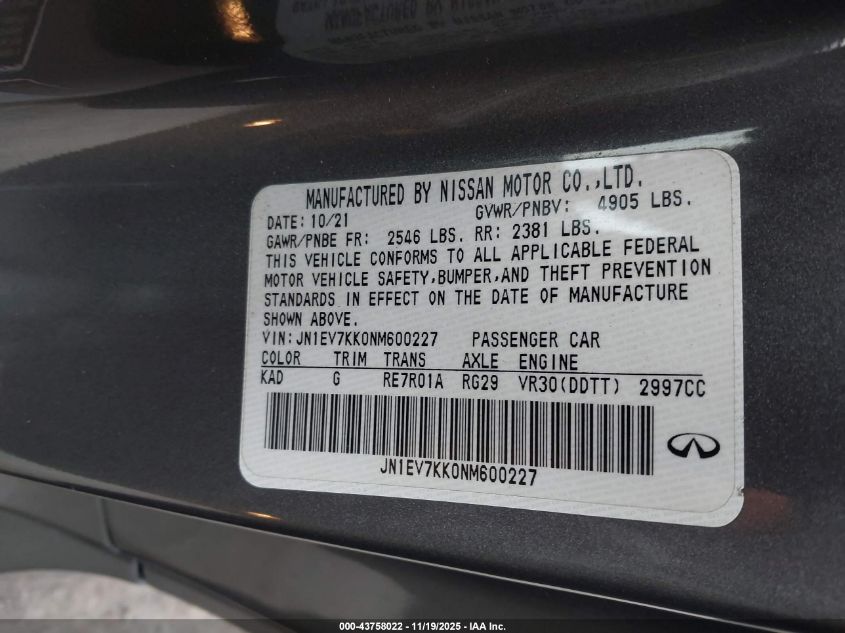 MANUFACTURED BY NISSAN MOTOR CO.,LTD.
DATE: 10/21 GVWR/PNBV: 4905 LBS.
GAWR/PNBE FR: 2546 LBS. RR: 2381 LBS.
THIS VEHICLE CONFORMS TO ALL APPLICABLE FEDERAL
MOTOR VEHICLE SAFETY,BUMPER,AND THEFT PREVENTION
STANDARDS IN EFFECT ON THE DATE OF MANUFACTURE
SHOWN ABOVE.
VIN:JN1EV7KK0NM600227 PASSENGER CAR
COLOR TRIM TRANS AXLE ENGINE
KAD G RE7R01A RG29 VR30(DDTT) 2997CC
JN1EV7KK0NM600227
000-43758022 - 11/19/2025 - IAA Inc.